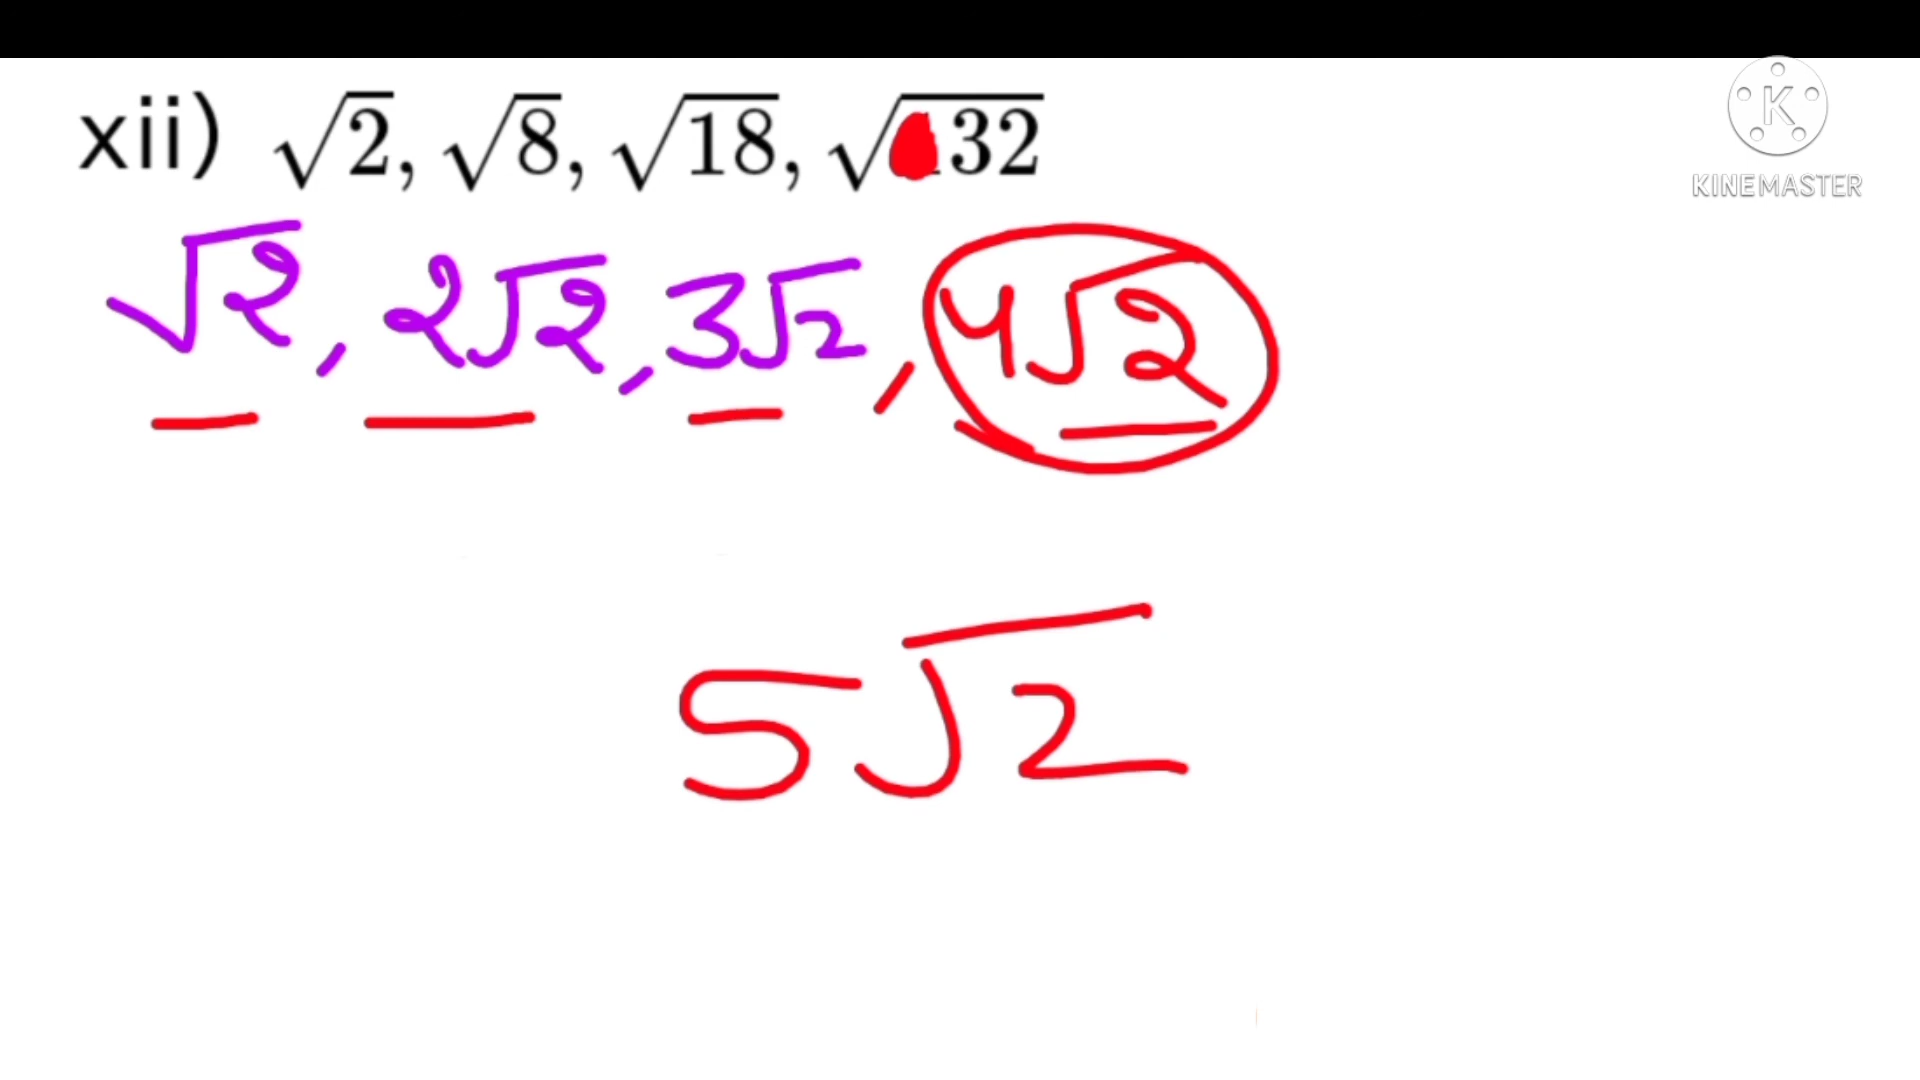 xii) √2, √8, √18, √32
K
KINEMASTER
√2, 2√2, 3√2, 4√2
5√2